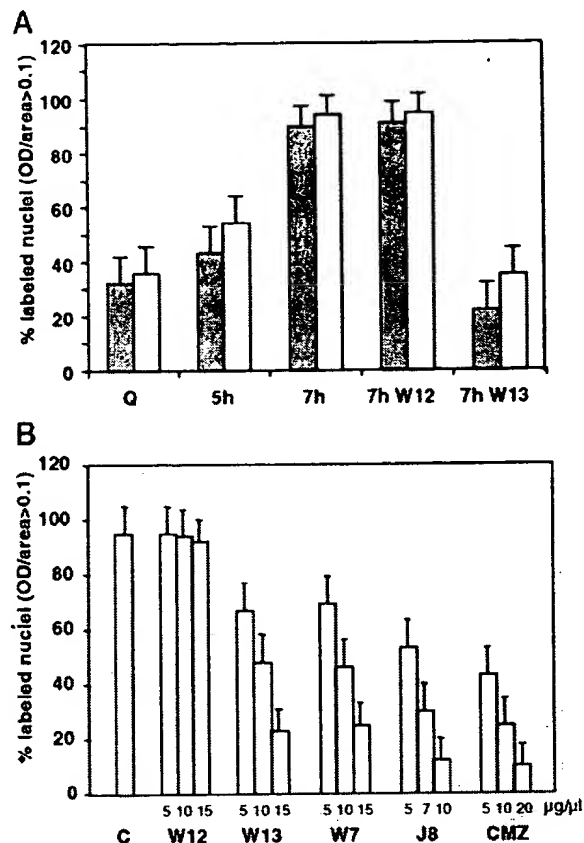 A
% labeled nuclei (OD/area>0.1)
120
100
80
60
40
20
0
Q 5h 7h 7h W12 7h W13
B
% labeled nuclei (OD/area>0.1)
120
100
80
60
40
20
0
5 10 15 5 10 15 5 10 15 5 7 10 5 10 20 µg/µl
C W12 W13 W7 J8 CMZ